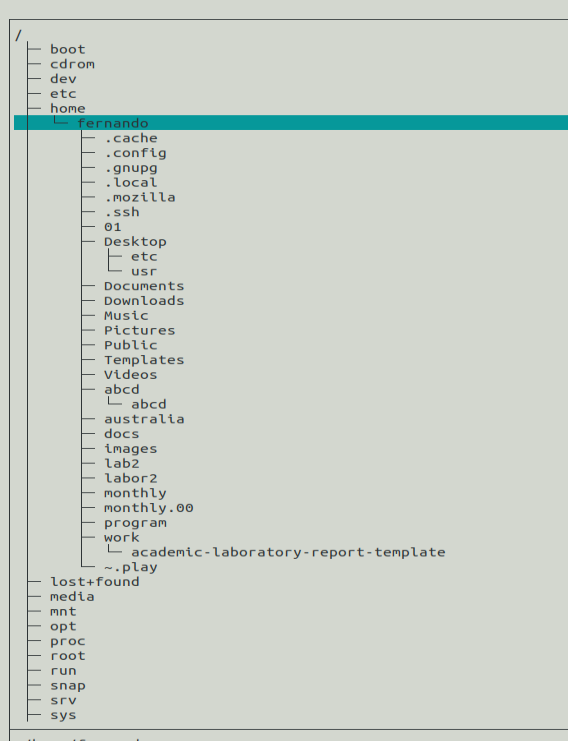 /
boot
cdrom
dev
etc
home
fernando
.cache
.config
.gnupg
.local
.mozilla
.ssh
01
Desktop
etc
usr
Documents
Downloads
Music
Pictures
Public
Templates
Videos
abcd
abcd
australia
docs
images
lab2
labor2
monthly
monthly.00
program
work
academic-laboratory-report-template
~.play
lost+found
media
mnt
opt
proc
root
run
snap
srv
sys